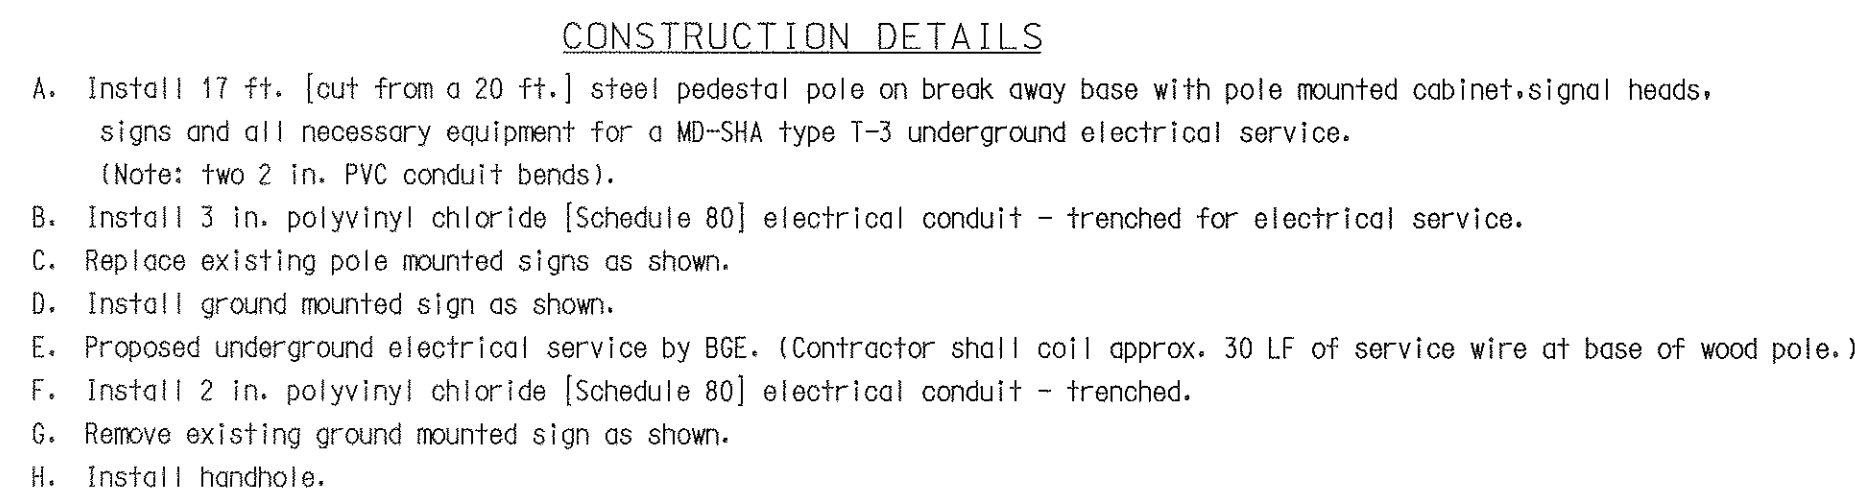 CONSTRUCTION DETAILS
A. Install 17 ft. [cut from a 20 ft.] steel pedestal pole on break away base with pole mounted cabinet,signal heads,
signs and all necessary equipment for a MD-SHA type T-3 underground electrical service.
(Note: two 2 in. PVC conduit bends).
B. Install 3 in. polyvinyl chloride [Schedule 80] electrical conduit - trenched for electrical service.
C. Replace existing pole mounted signs as shown.
D. Install ground mounted sign as shown.
E. Proposed underground electrical service by BGE. (Contractor shall coil approx. 30 LF of service wire at base of wood pole.)
F. Install 2 in. polyvinyl chloride [Schedule 80] electrical conduit - trenched.
G. Remove existing ground mounted sign as shown.
H. Install handhole.